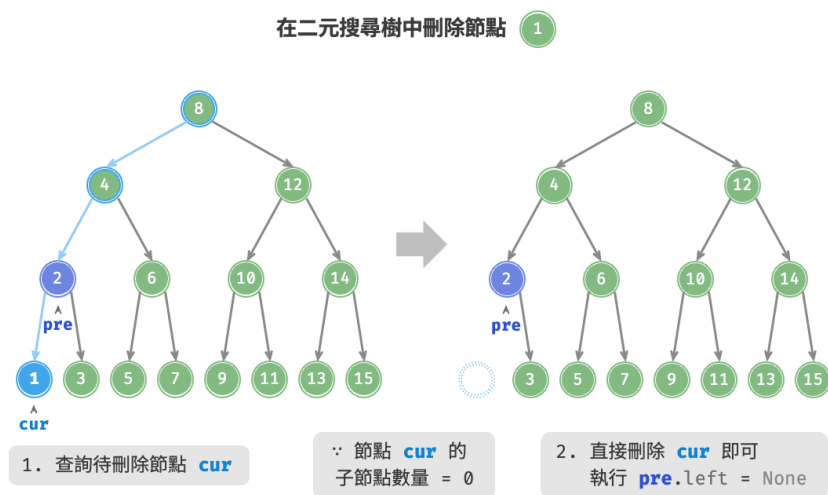 在二元搜尋樹中刪除節點 1
8
4 12
2 6 10 14
pre
1 3 5 7 9 11 13 15
cur
8
4 12
2 6 10 14
pre
3 5 7 9 11 13 15
1. 查詢待刪除節點 cur
∵ 節點 cur 的
子節點數量 = 0
2. 直接刪除 cur 即可
執行 pre.left = None